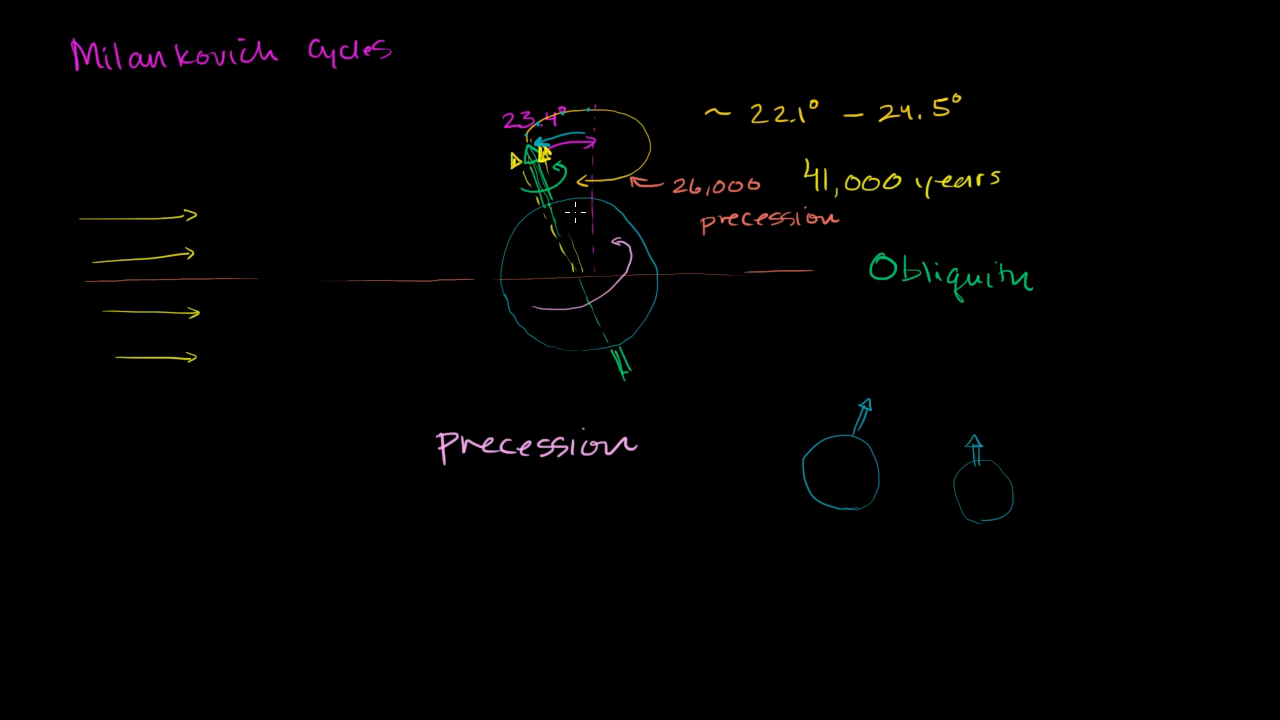 Milankovich Cycles
23.4°
~ 22.1° - 24.5°
41,000 years
26,000
precession
Obliquity
Precession